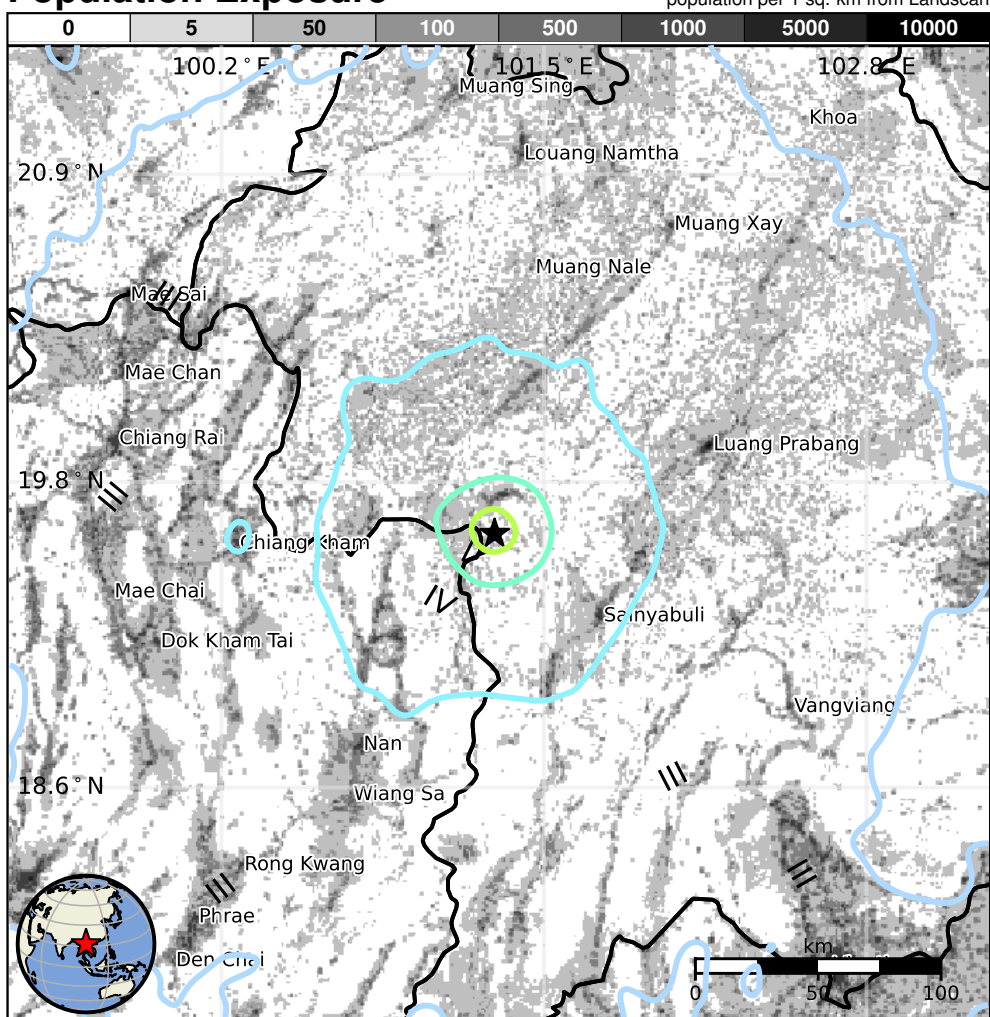 Population Exposure
population per 1 sq. km from Landscan
0 5 50 100 500 1000 5000 10000
100.2°E 101.5°E 102.8°E
Muang Sing
Khoa
Louang Namtha
20.9°N
Muang Xay
Muang Nale
Mae Sai
III
Mae Chan
Chiang Rai
Luang Prabang
19.8°N
III
Chiang Kham
Mae Chai
IV
Sainyabuli
Dok Kham Tai
Vangviang
Nan
III
18.6°N
Wiang Sa
Rong Kwang
III
III
Phrae
Den Chai
km
0 50 100